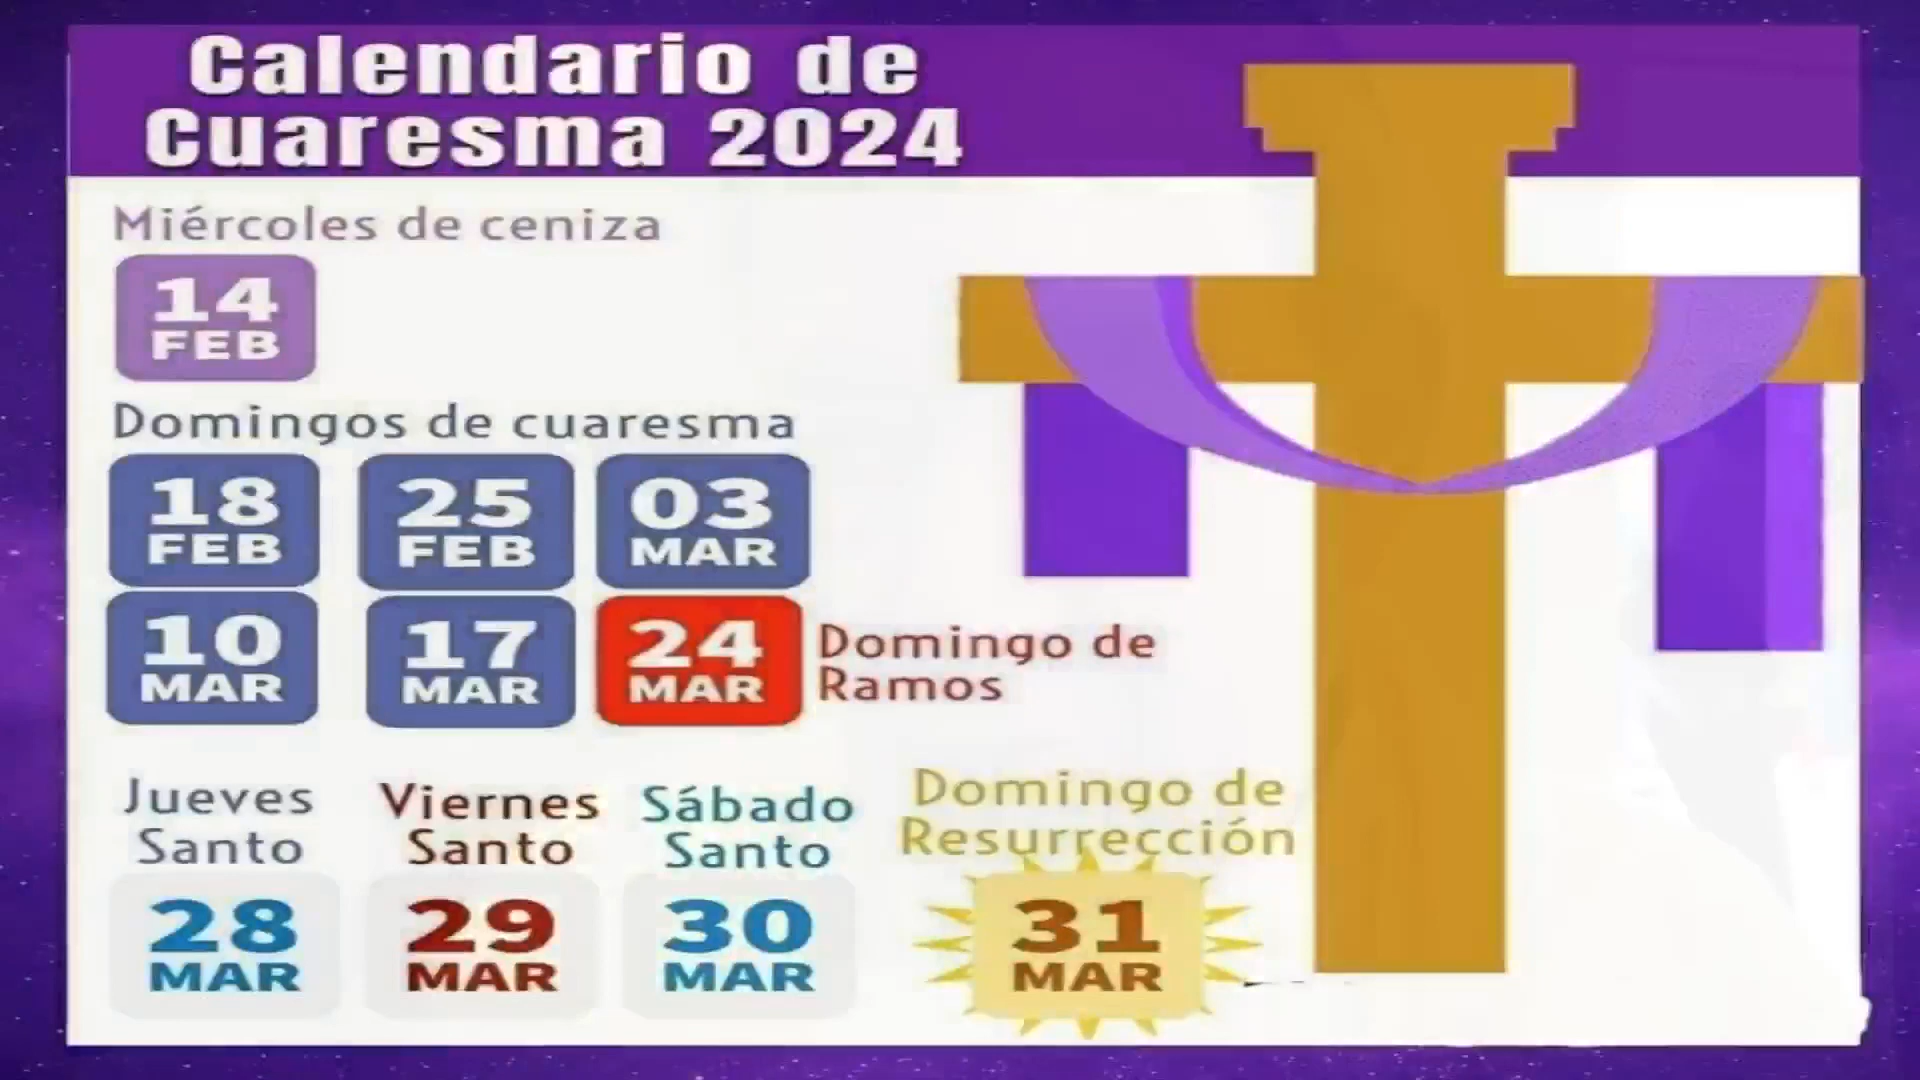 Calendario de
Cuaresma 2024
Miércoles de ceniza
14
FEB
Domingos de cuaresma
18
FEB
25
FEB
03
MAR
10
MAR
17
MAR
24
MAR
Domingo de
Ramos
Jueves
Santo
28
MAR
Viernes
Santo
29
MAR
Sábado
Santo
30
MAR
Domingo de
Resurrección
31
MAR